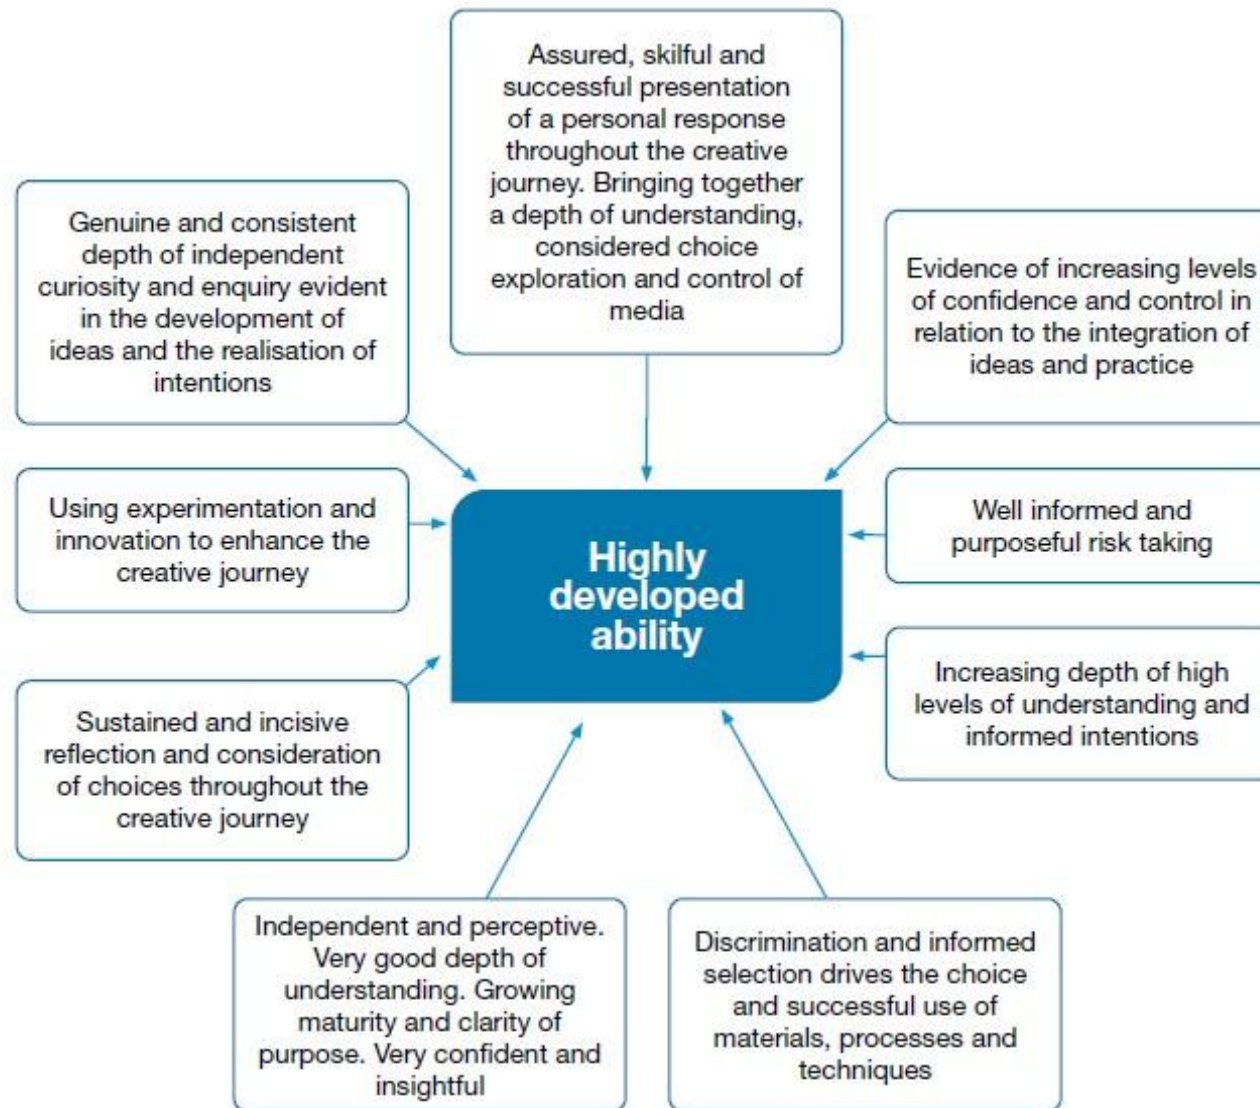 Assured, skilful and
successful presentation
of a personal response
throughout the creative
journey. Bringing together
a depth of understanding,
considered choice
exploration and control of
media
Genuine and consistent
depth of independent
curiosity and enquiry evident
in the development of
ideas and the realisation of
intentions
Evidence of increasing levels
of confidence and control in
relation to the integration of
ideas and practice
Using experimentation and
innovation to enhance the
creative journey
Highly
developed
ability
Well informed and
purposeful risk taking
Sustained and incisive
reflection and consideration
of choices throughout the
creative journey
Increasing depth of high
levels of understanding and
informed intentions
Independent and perceptive.
Very good depth of
understanding. Growing
maturity and clarity of
purpose. Very confident and
insightful
Discrimination and informed
selection drives the choice
and successful use of
materials, processes and
techniques